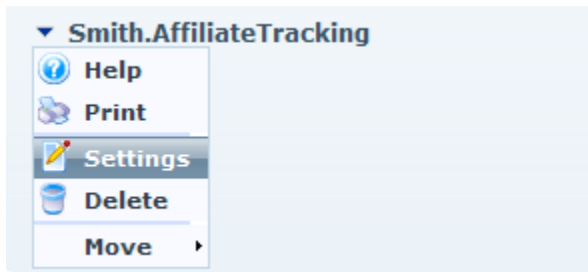 Smith.AffiliateTracking
Help
Print
Settings
Delete
Move